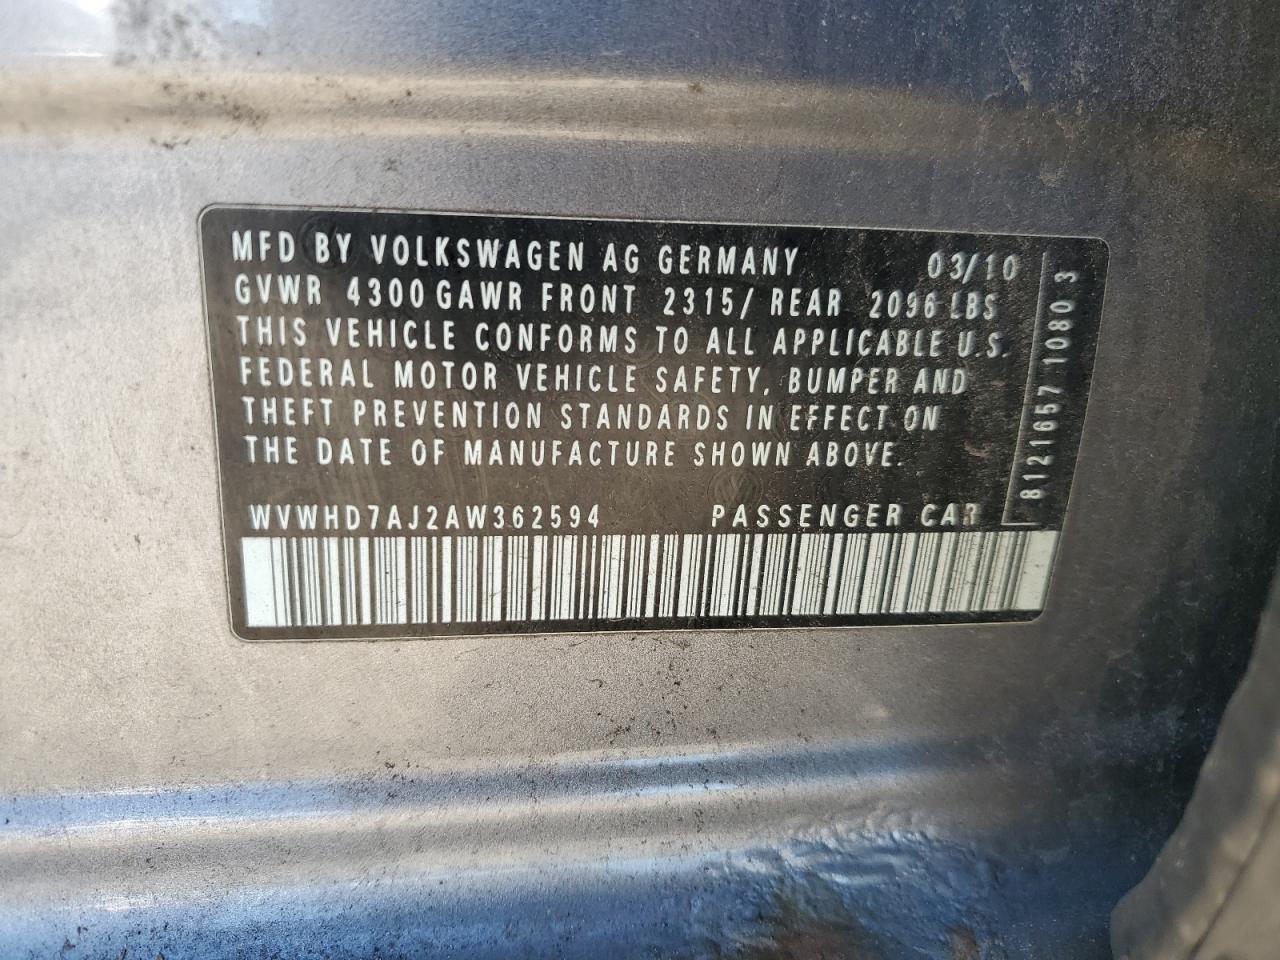 MFD BY VOLKSWAGEN AG GERMANY 03/10
GVWR 4300 GAWR FRONT 2315/ REAR 2096 LBS
THIS VEHICLE CONFORMS TO ALL APPLICABLE U.S.
FEDERAL MOTOR VEHICLE SAFETY, BUMPER AND
THEFT PREVENTION STANDARDS IN EFFECT ON
THE DATE OF MANUFACTURE SHOWN ABOVE.
WVWHD7AJ2AW362594 PASSENGER CAR
8121657 1080 3